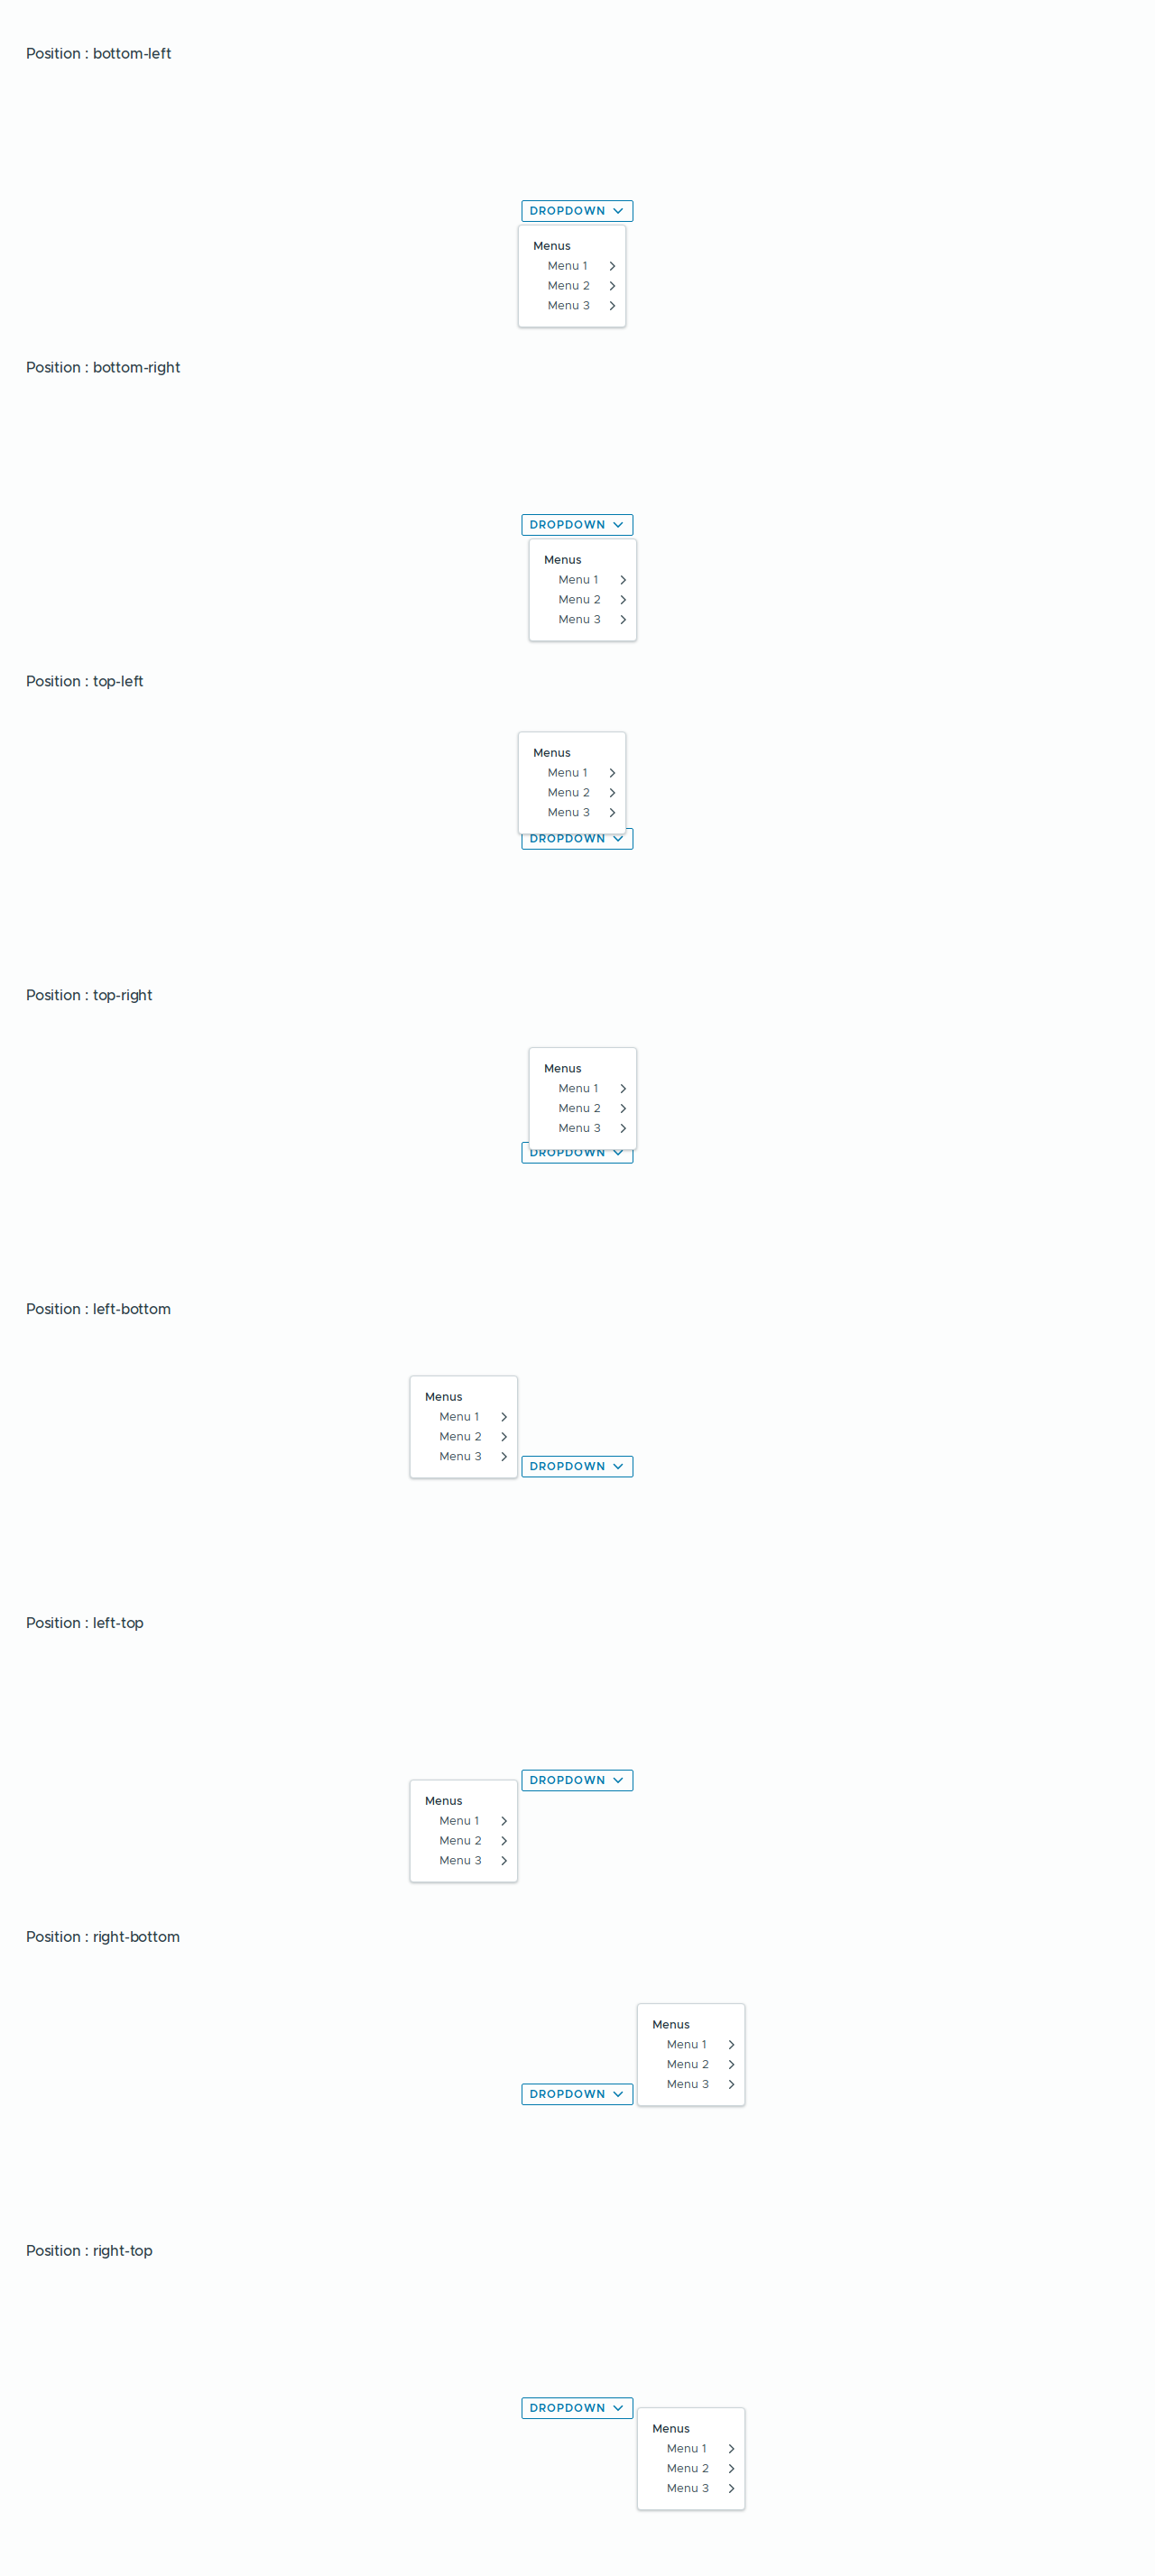 Position : bottom-left
DROPDOWN
Menus
Menu 1
Menu 2
Menu 3
Position : bottom-right
DROPDOWN
Menus
Menu 1
Menu 2
Menu 3
Position : top-left
Menus
Menu 1
Menu 2
Menu 3
DROPDOWN
Position : top-right
Menus
Menu 1
Menu 2
Menu 3
DROPDOWN
Position : left-bottom
Menus
Menu 1
Menu 2
Menu 3
DROPDOWN
Position : left-top
DROPDOWN
Menus
Menu 1
Menu 2
Menu 3
Position : right-bottom
Menus
Menu 1
Menu 2
Menu 3
DROPDOWN
Position : right-top
DROPDOWN
Menus
Menu 1
Menu 2
Menu 3